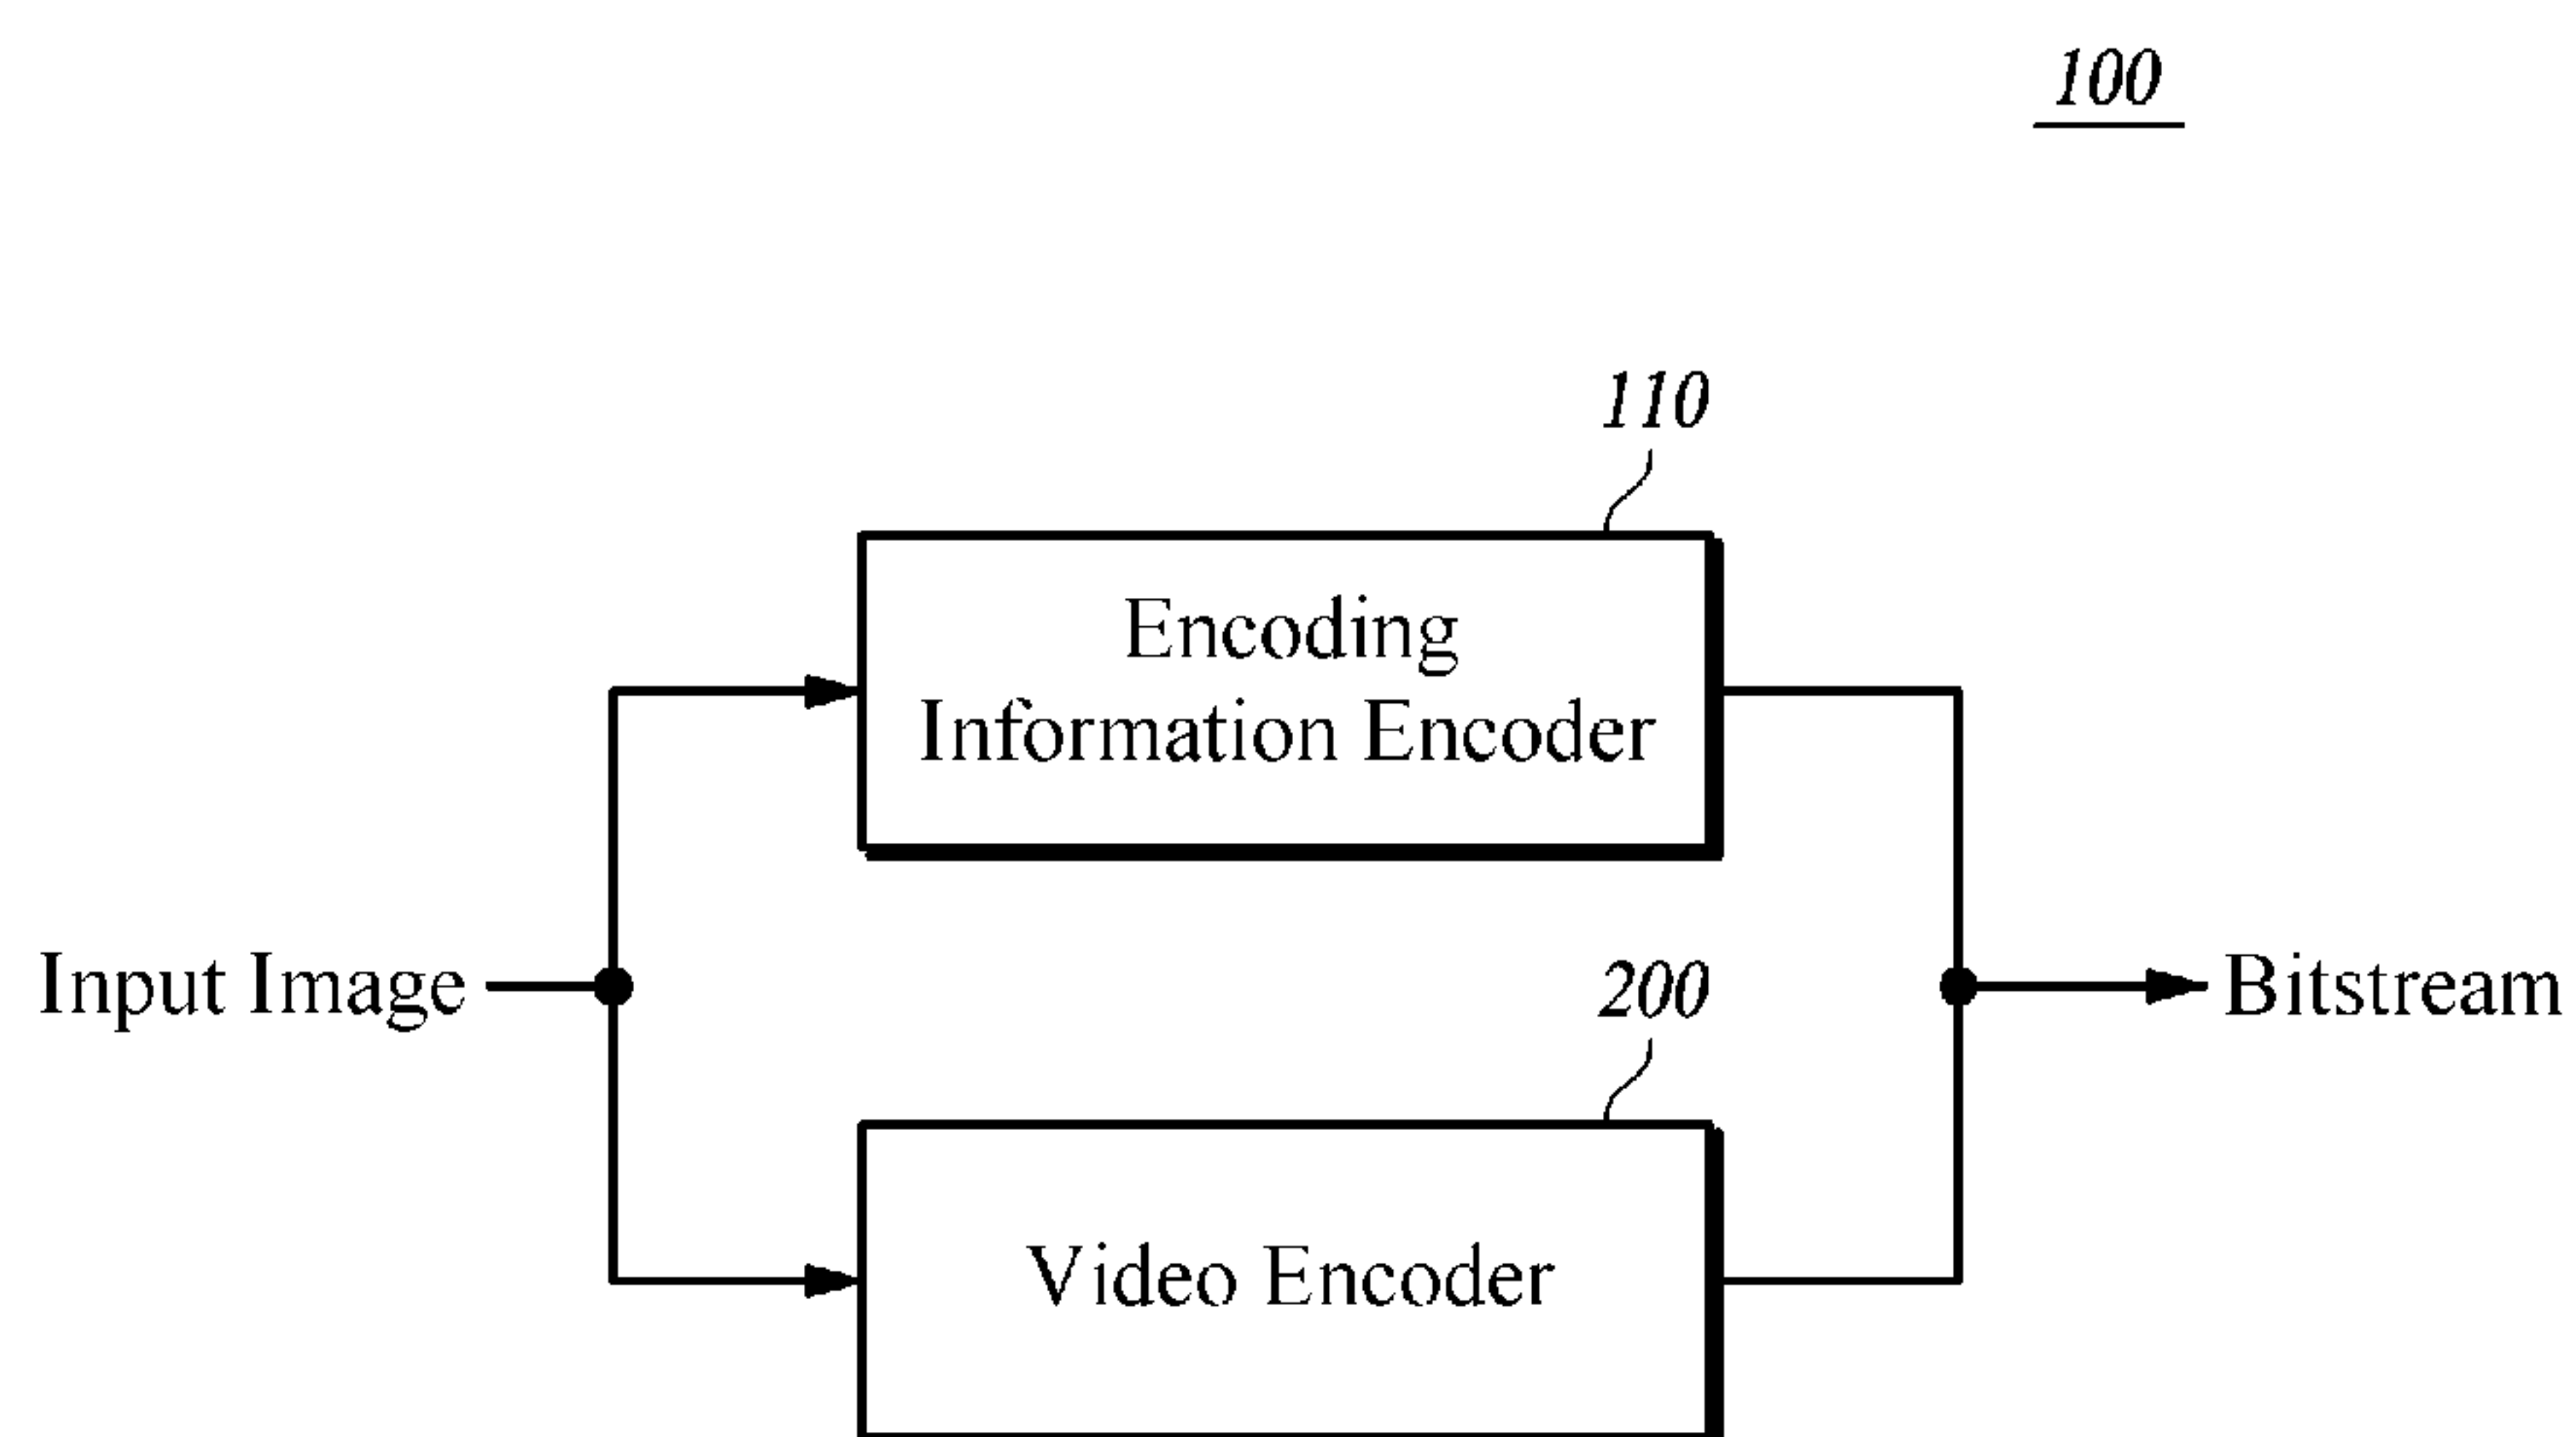 100
110
Encoding
Information Encoder
Input Image
200
Bitstream
Video Encoder